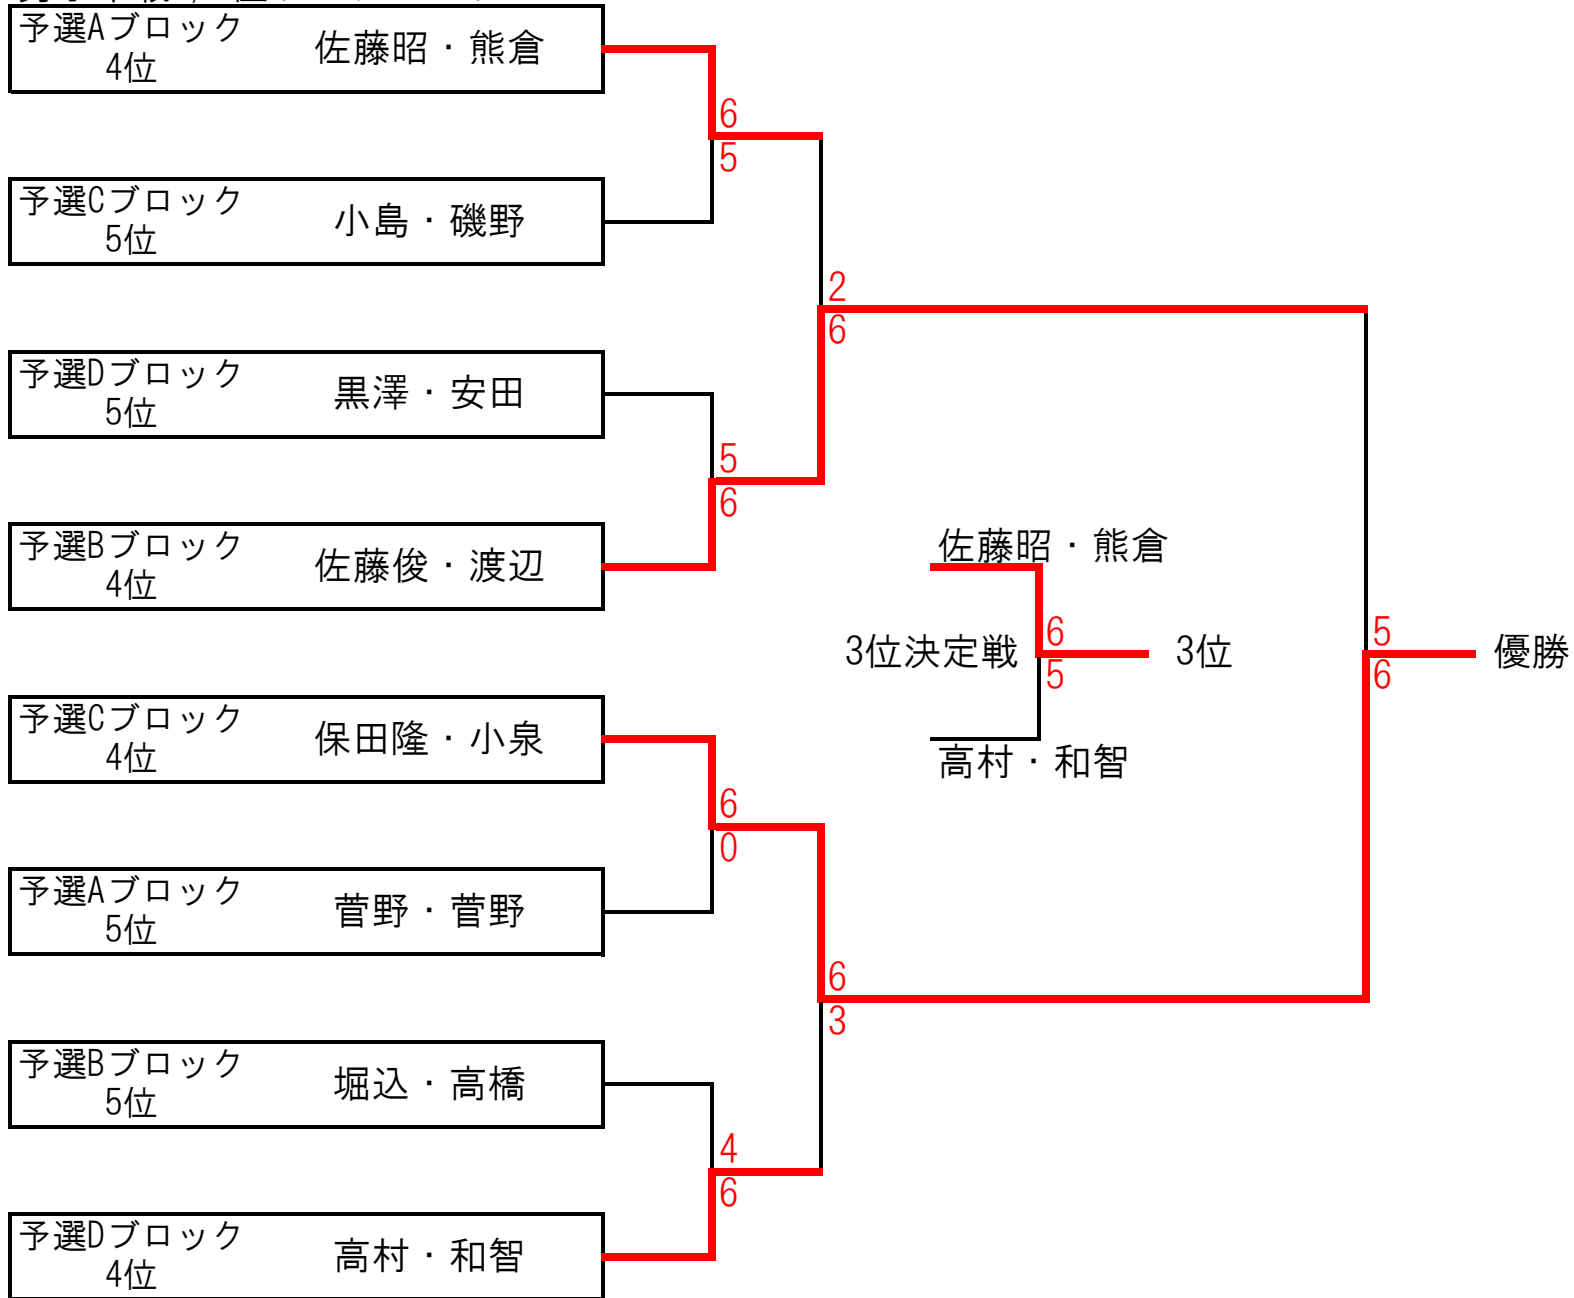 予選Aブロック
4位
佐藤昭・熊倉
6
5
予選Cブロック
5位
小島・磯野
2
6
予選Dブロック
5位
黒澤・安田
5
6
予選Bブロック
4位
佐藤俊・渡辺
佐藤昭・熊倉
3位決定戦
6
5
3位
高村・和智
5
6
優勝
予選Cブロック
4位
保田隆・小泉
6
0
予選Aブロック
5位
菅野・菅野
6
3
予選Bブロック
5位
堀込・高橋
4
6
予選Dブロック
4位
高村・和智